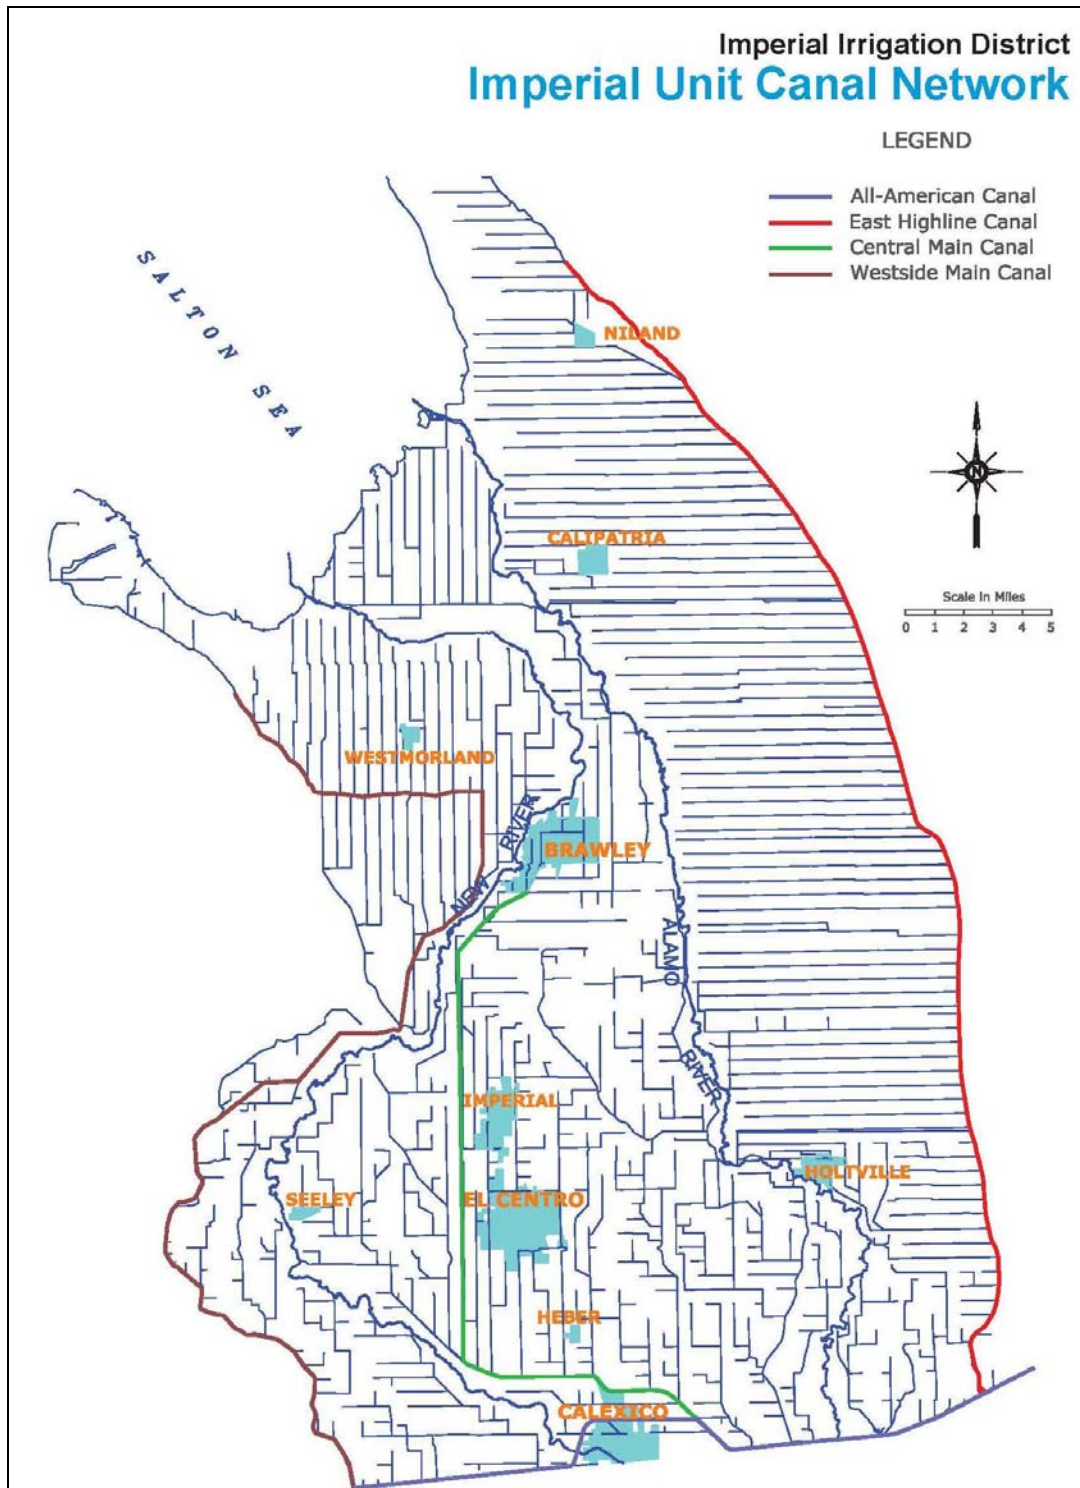 Imperial Irrigation District
Imperial Unit Canal Network
LEGEND
All-American Canal
East Highline Canal
Central Main Canal
Westside Main Canal
SALTON SEA
NILAND
N
CALIPATRIA
Scale In Miles
0 1 2 3 4 5
WESTMORLAND
NEW RIVER
BRAWLEY
ALAMO RIVER
IMPERIAL
HOLTVILLE
SEELEY
EL CENTRO
HEBER
CALEXICO